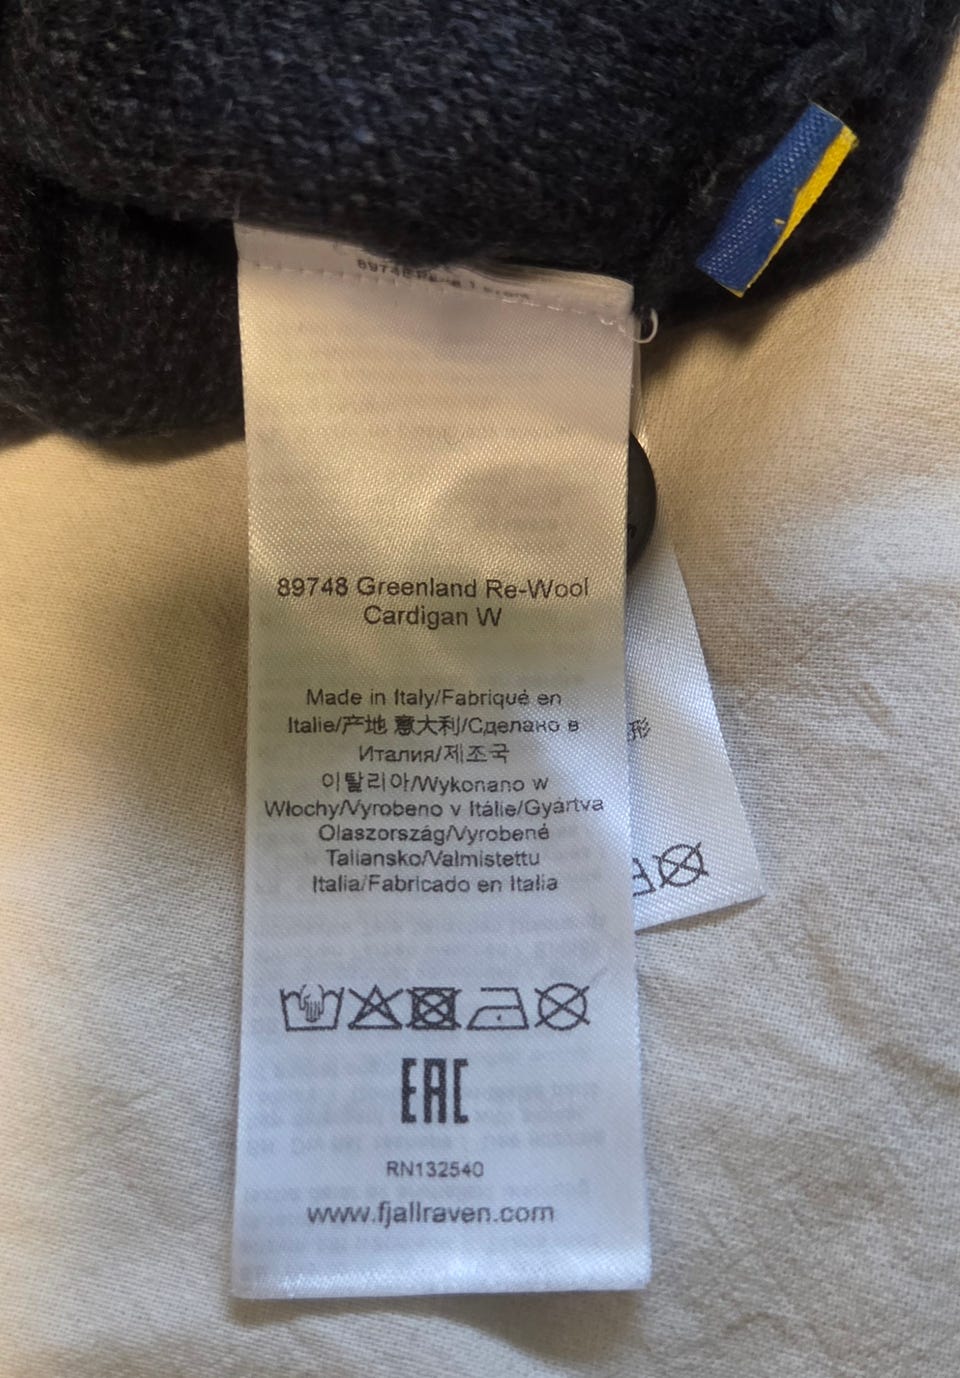 89748 Greenland Re-Wool
Cardigan W
Made in Italy/Fabriqué en
Italie/产地 意大利/Сделано в
Италия/제조국
이탈리아/Wykonano w
Włochy/Vyrobeno v Itálie/Gyártva
Olaszország/Vyrobené
Taliansko/Valmistettu
Italia/Fabricado en Italia
形
EAC
RN132540
www.fjallraven.com